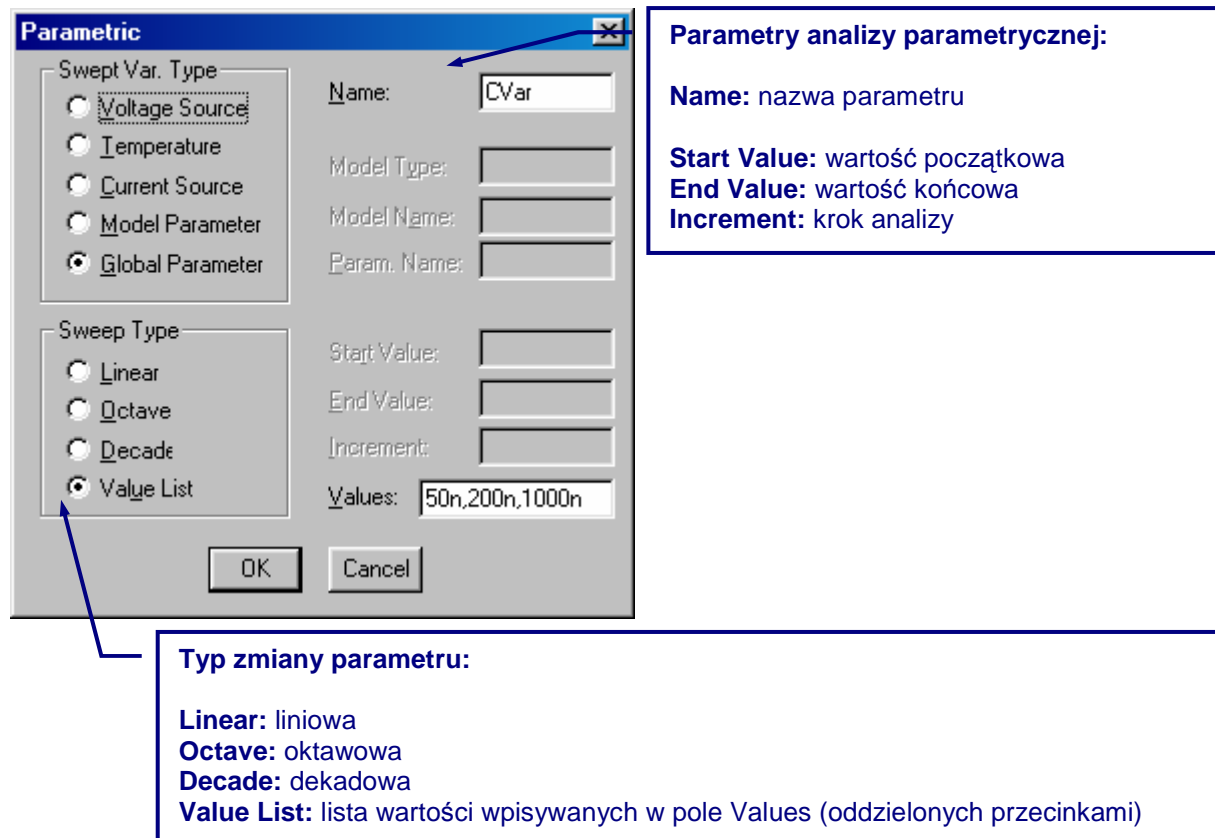 Parametric
Swept Var. Type
Voltage Source
Temperature
Current Source
Model Parameter
Global Parameter
Name: CVar
Model Type:
Model Name:
Param. Name:
Sweep Type
Linear
Octave
Decade
Value List
Start Value:
End Value:
Increment:
Values: 50n,200n,1000n
OK Cancel
Parametry analizy parametrycznej:
Name: nazwa parametru
Start Value: wartość początkowa
End Value: wartość końcowa
Increment: krok analizy
Typ zmiany parametru:
Linear: liniowa
Octave: oktawowa
Decade: dekadowa
Value List: lista wartości wpisywanych w pole Values (oddzielonych przecinkami)